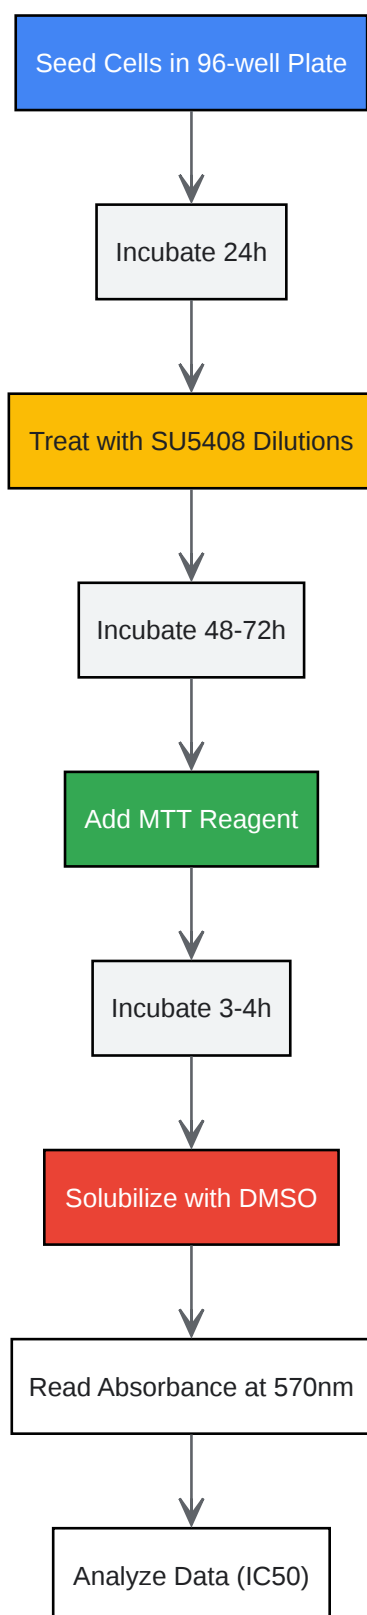 Seed Cells in 96-well Plate
Incubate 24h
Treat with SU5408 Dilutions
Incubate 48-72h
Add MTT Reagent
Incubate 3-4h
Solubilize with DMSO
Read Absorbance at 570nm
Analyze Data (IC50)